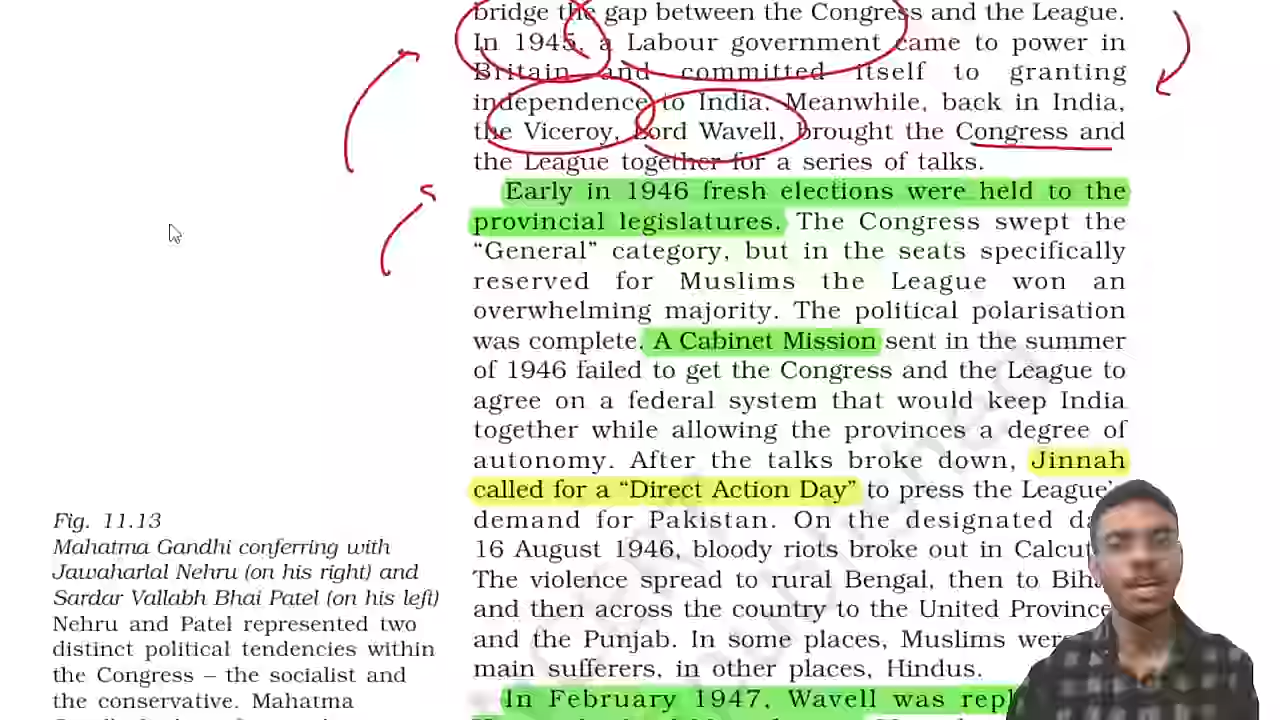 bridge the gap between the Congress and the League.
In 1945, a Labour government came to power in
Britain and committed itself to granting
independence to India. Meanwhile, back in India,
the Viceroy, Lord Wavell, brought the Congress and
the League together for a series of talks.
Early in 1946 fresh elections were held to the
provincial legislatures. The Congress swept the
“General” category, but in the seats specifically
reserved for Muslims the League won an
overwhelming majority. The political polarisation
was complete. A Cabinet Mission sent in the summer
of 1946 failed to get the Congress and the League to
agree on a federal system that would keep India
together while allowing the provinces a degree of
autonomy. After the talks broke down, Jinnah
called for a “Direct Action Day” to press the League’s
demand for Pakistan. On the designated
16 August 1946, bloody riots broke out in
The violence spread to rural Bengal, then to
and then across the country to the United
and the Punjab. In some places, Muslims
main sufferers, in other places, Hindus.
In February 1947, Wavell was
Fig. 11.13
Mahatma Gandhi conferring with
Jawaharlal Nehru (on his right) and
Sardar Vallabh Bhai Patel (on his left)
Nehru and Patel represented two
distinct political tendencies within
the Congress – the socialist and
the conservative. Mahatma